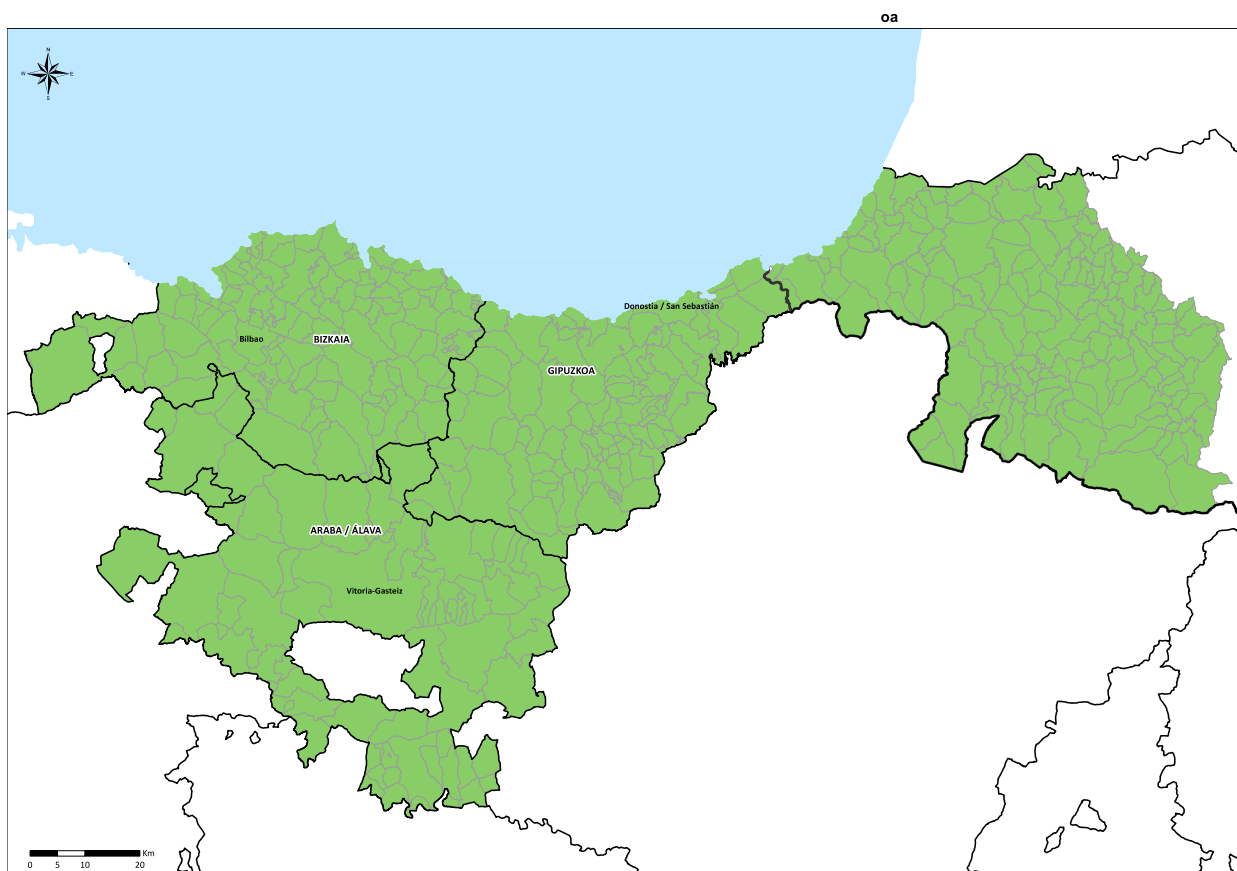 oa
N
W E
S
Donostia / San Sebastián
Bilbao
BIZKAIA
GIPUZKOA
ARABA / ÁLAVA
Vitoria-Gasteiz
Km
0 5 10 20